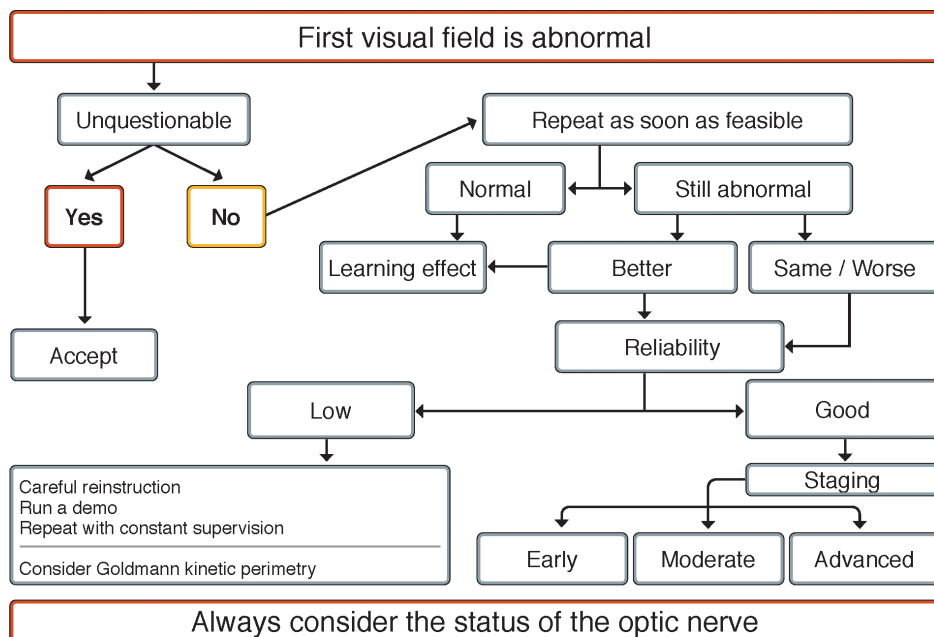 First visual field is abnormal
Unquestionable
Repeat as soon as feasible
Yes
No
Normal
Still abnormal
Learning effect
Better
Same / Worse
Accept
Reliability
Low
Good
Careful reinstruction
Run a demo
Repeat with constant supervision
Consider Goldmann kinetic perimetry
Staging
Early
Moderate
Advanced
Always consider the status of the optic nerve